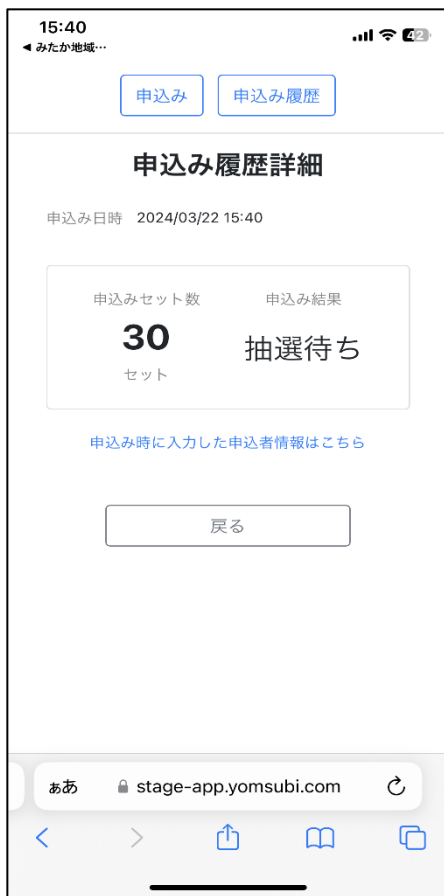 15:40
42
◀ みたか地域…
申込み 申込み履歴
申込み履歴詳細
申込み日時 2024/03/22 15:40
申込みセット数 申込み結果
30
抽選待ち
セット
申込み時に入力した申込者情報はこちら
戻る
ぁあ stage-app.yomsubi.com